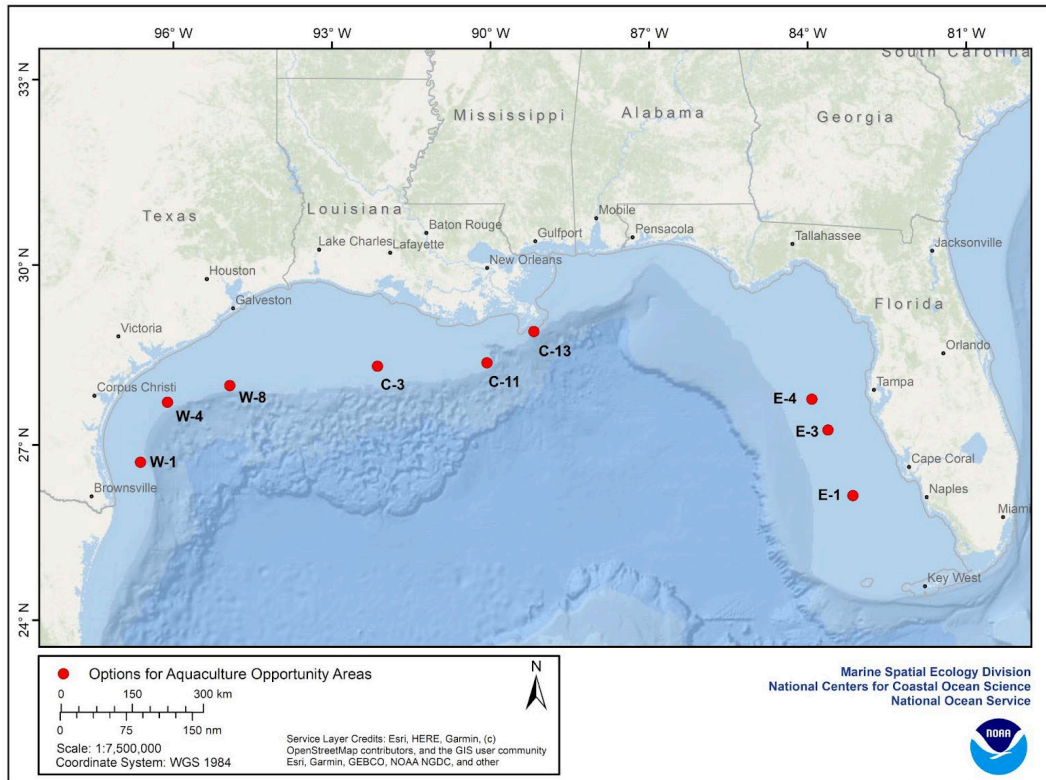 96° W 93° W 90° W 87° W 84° W 81° W
33° N
30° N
27° N
24° N
South Carolina
Mississippi
Alabama
Georgia
Texas
Louisiana
Florida
Baton Rouge
Mobile
Pensacola
Tallahassee
Jacksonville
Lake Charles
Lafayette
Gulfport
New Orleans
Houston
Galveston
Victoria
Corpus Christi
Brownsville
Orlando
Tampa
Cape Coral
Naples
Miami
Key West
C-13
C-11
C-3
W-8
W-4
W-1
E-4
E-3
E-1
Options for Aquaculture Opportunity Areas
0 150 300 km
0 75 150 nm
Scale: 1:7,500,000
Coordinate System: WGS 1984
N
Service Layer Credits: Esri, HERE, Garmin, (c)
OpenStreetMap contributors, and the GIS user community
Esri, Garmin, GEBCO, NOAA NGDC, and other
Marine Spatial Ecology Division
National Centers for Coastal Ocean Science
National Ocean Service
NOAA